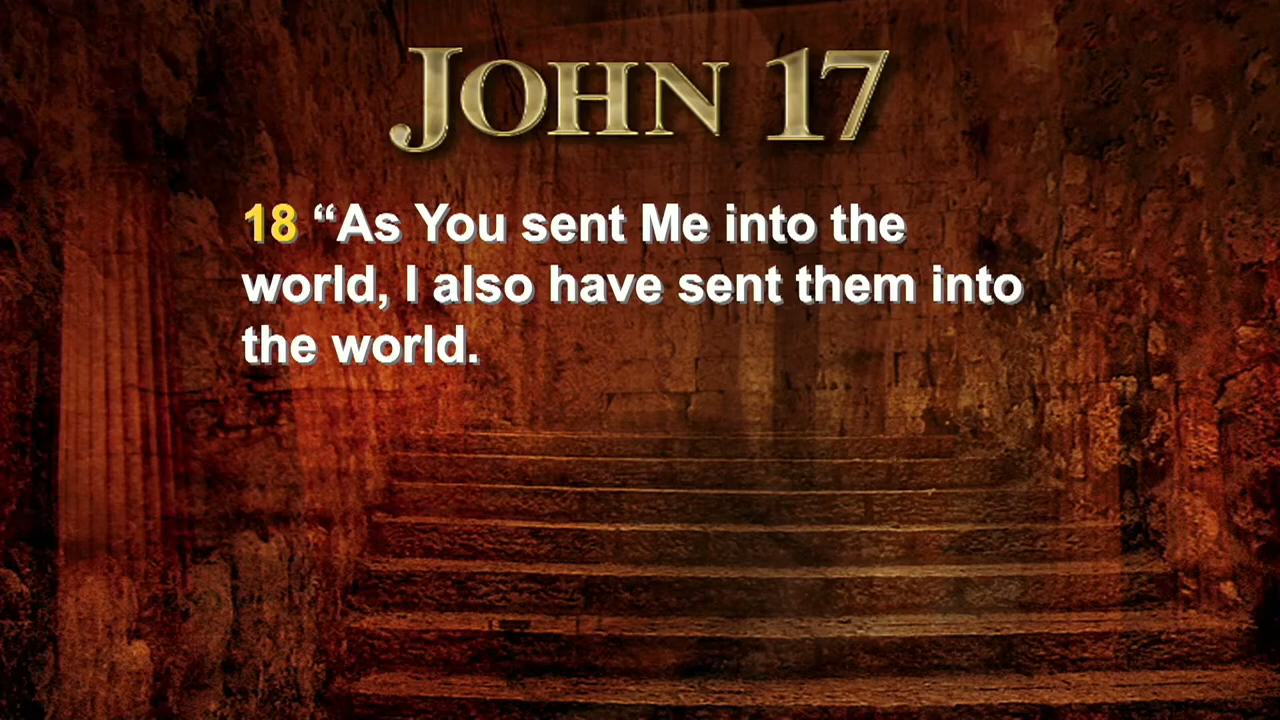 JOHN 17
18 “As You sent Me into the
world, I also have sent them into
the world.